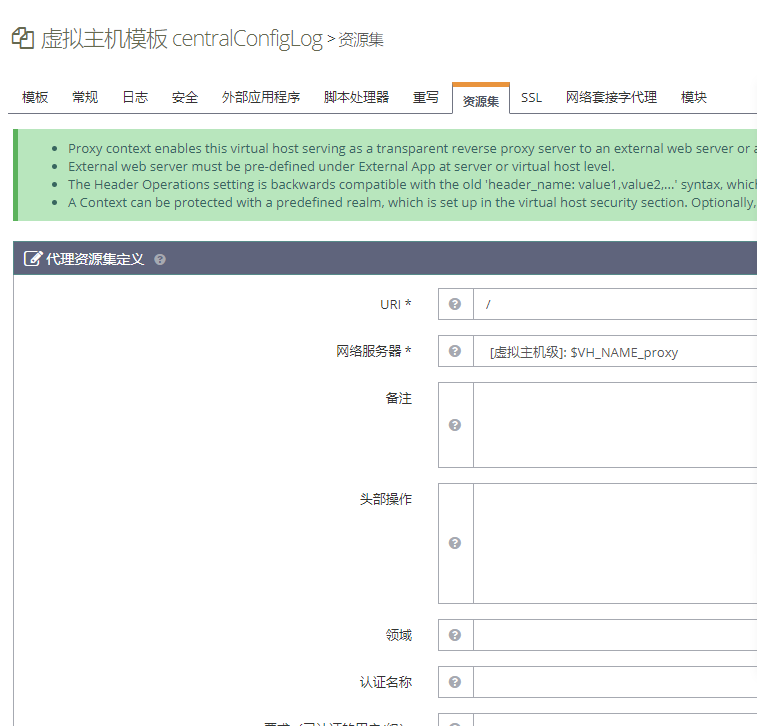 虚拟主机模板 centralConfigLog > 资源集
模板 常规 日志 安全 外部应用程序 脚本处理器 重写 资源集 SSL 网络套接字代理 模块
Proxy context enables this virtual host serving as a transparent reverse proxy server to an external web server or a
External web server must be pre-defined under External App at server or virtual host level.
The Header Operations setting is backwards compatible with the old 'header_name: value1,value2,...' syntax, which
A Context can be protected with a predefined realm, which is set up in the virtual host security section. Optionally,
代理资源集定义
URI * /
网络服务器 * [虚拟主机级]: $VH_NAME_proxy
备注
头部操作
领域
认证名称